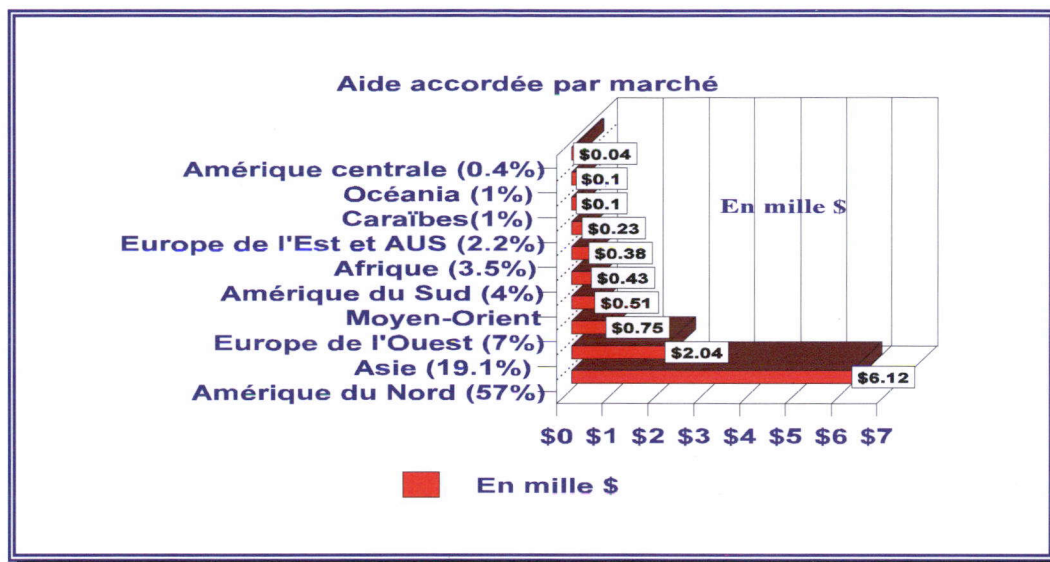 Aide accordée par marché
$0.04
Amérique centrale (0.4%)
$0.1
Océania (1%)
$0.1
Caraïbes(1%)
En mille $
$0.23
Europe de l'Est et AUS (2.2%)
$0.38
Afrique (3.5%)
$0.43
Amérique du Sud (4%)
$0.51
Moyen-Orient
$0.75
Europe de l'Ouest (7%)
$2.04
Asie (19.1%)
$6.12
Amérique du Nord (57%)
$0 $1 $2 $3 $4 $5 $6 $7
En mille $